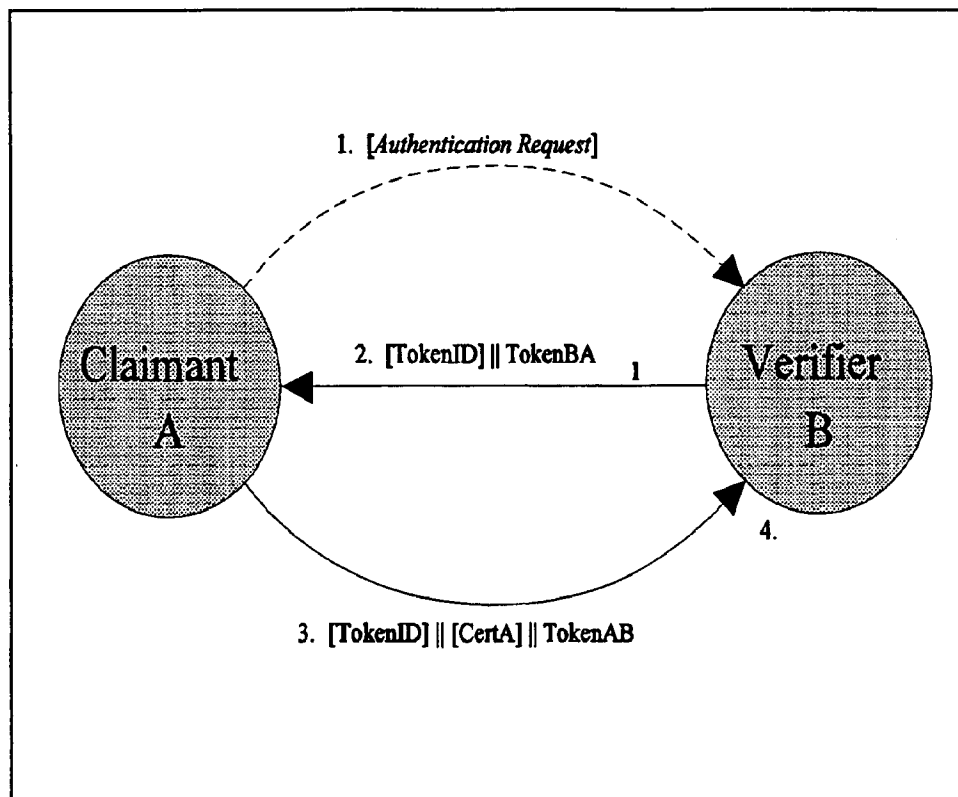 1. [Authentication Request]
Claimant
A
2. [TokenID] || TokenBA
1
Verifier
B
4.
3. [TokenID] || [CertA] || TokenAB